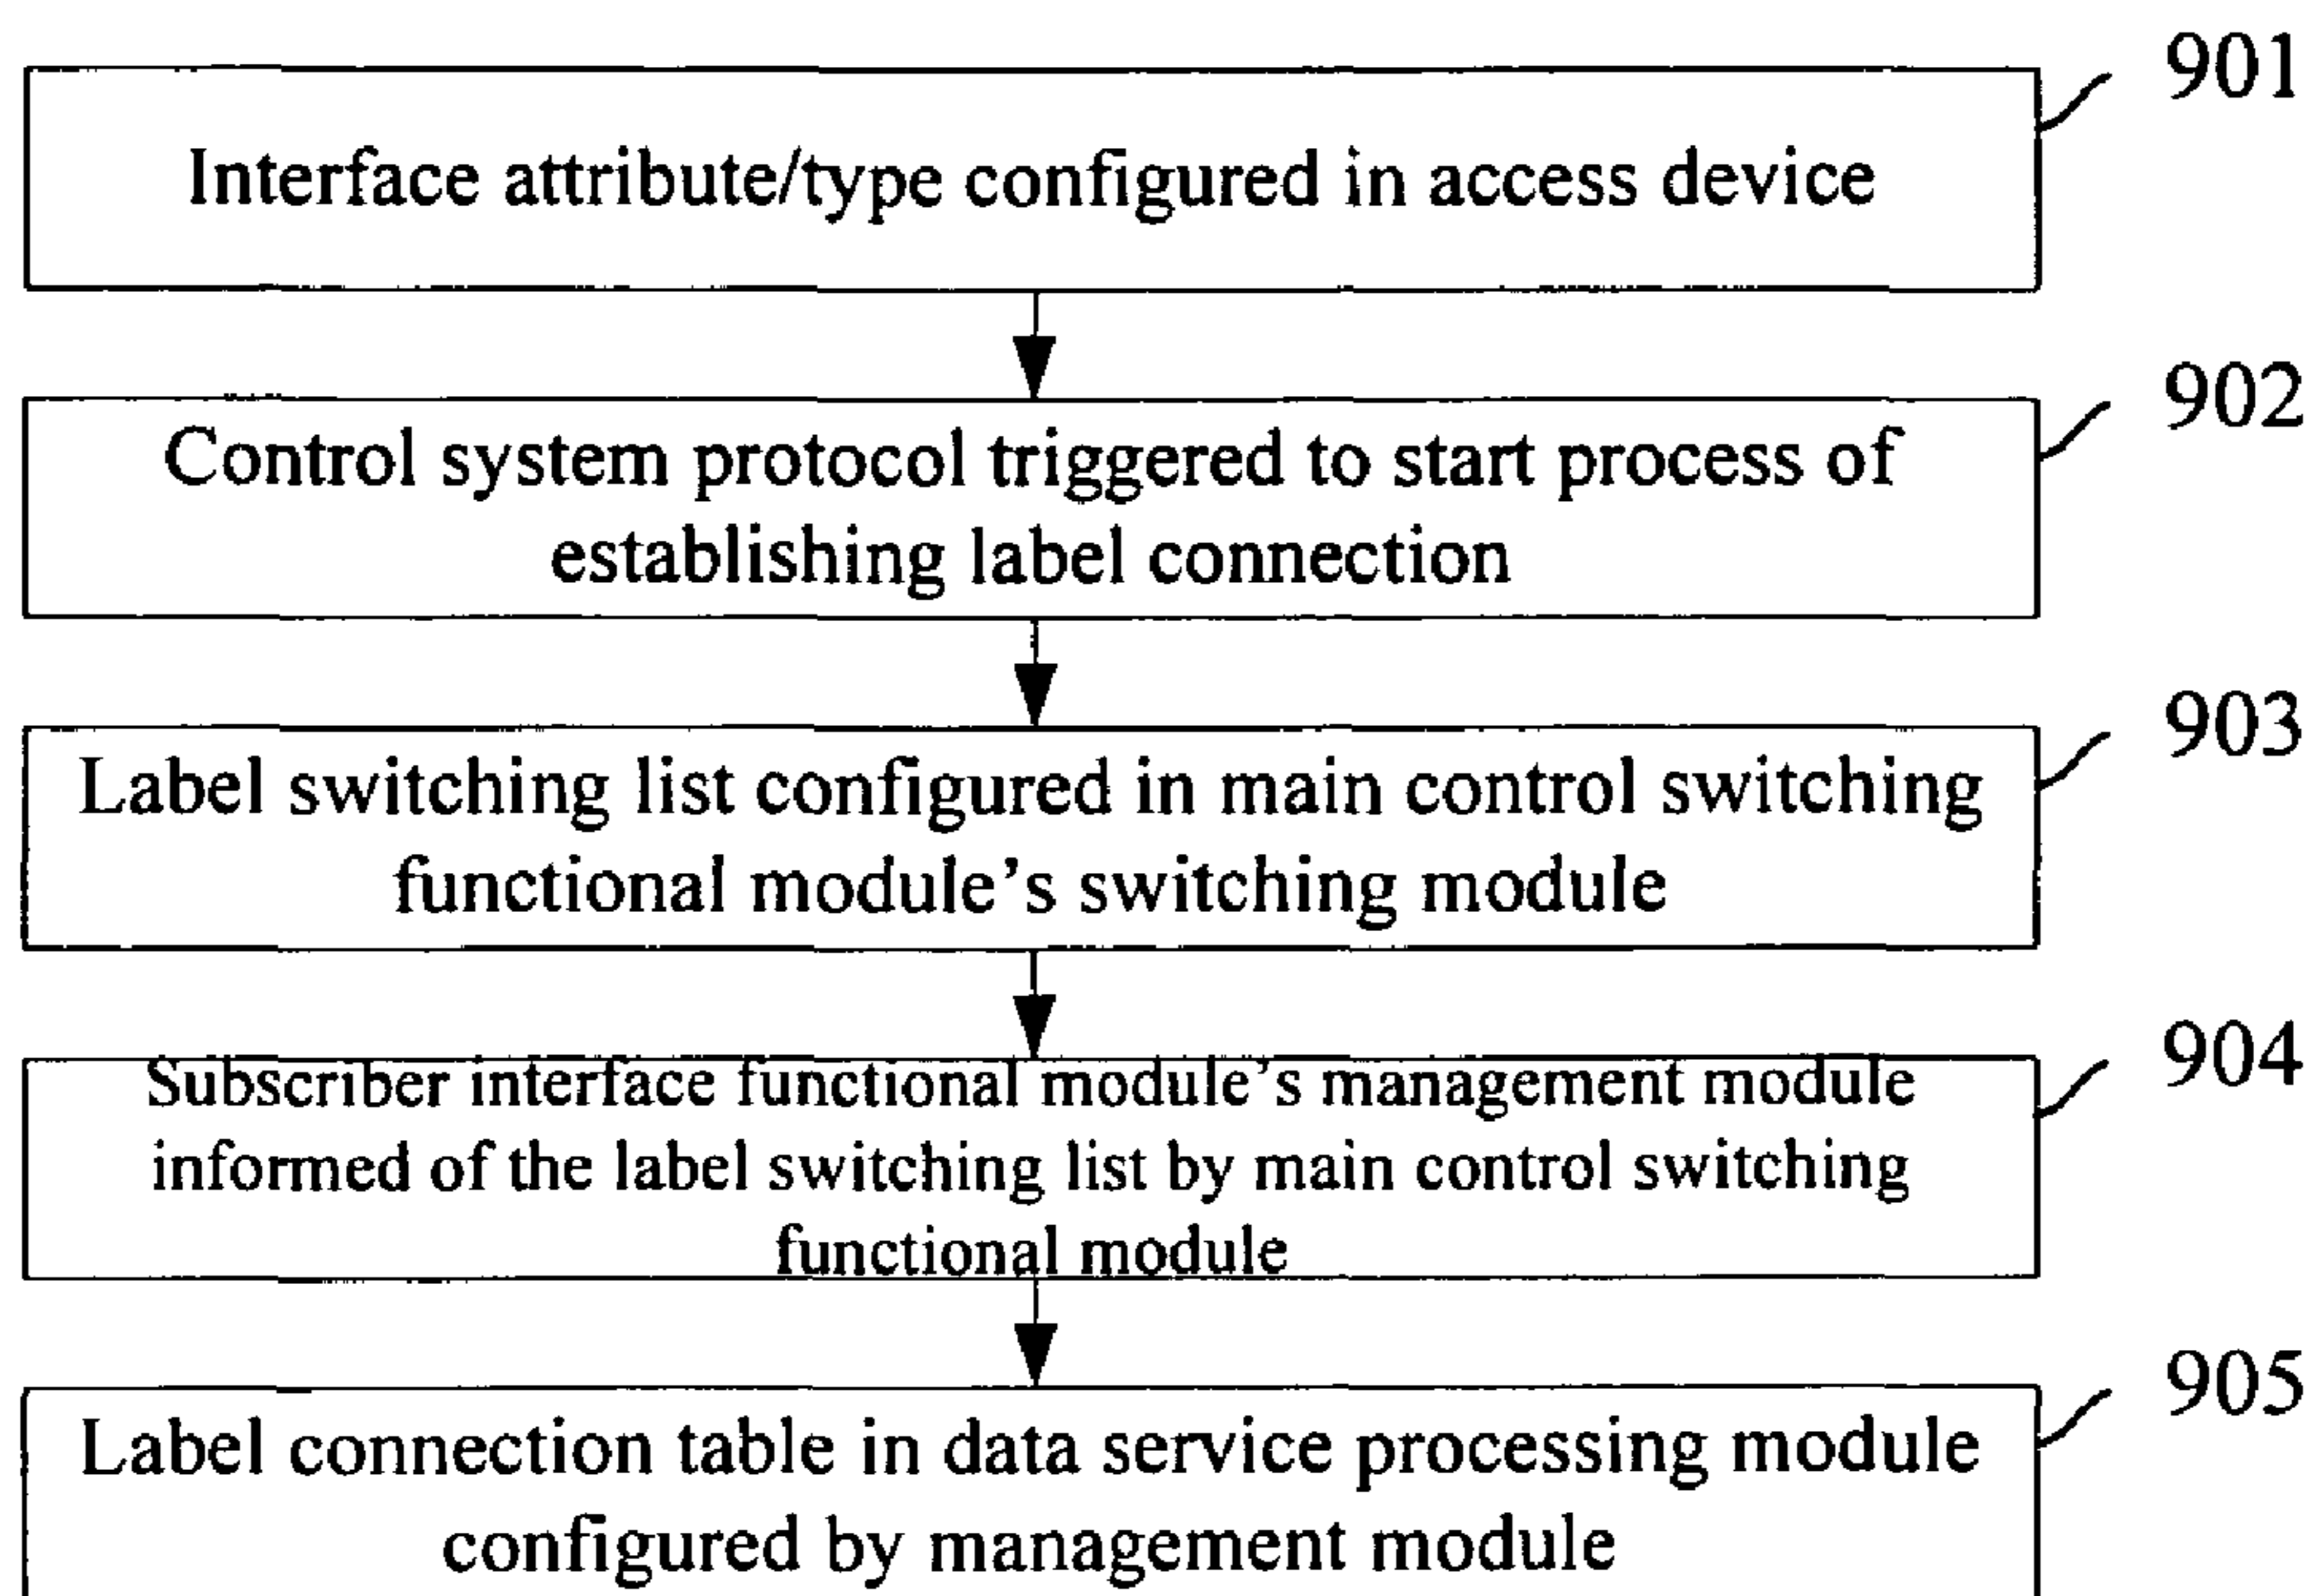 901
Interface attribute/type configured in access device
902
Control system protocol triggered to start process of
establishing label connection
903
Label switching list configured in main control switching
functional module's switching module
904
Subscriber interface functional module's management module
informed of the label switching list by main control switching
functional module
905
Label connection table in data service processing module
configured by management module